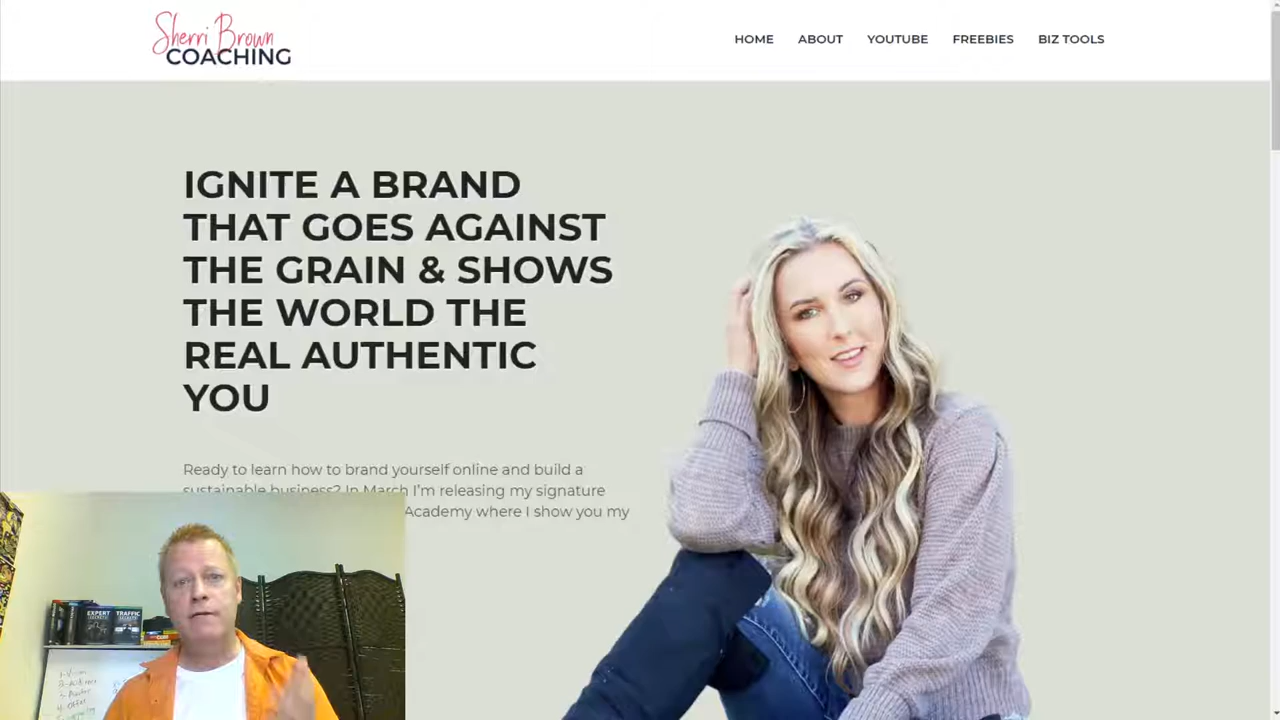 Sherri Brown
COACHING
HOME ABOUT YOUTUBE FREEBIES BIZ TOOLS
IGNITE A BRAND
THAT GOES AGAINST
THE GRAIN & SHOWS
THE WORLD THE
REAL AUTHENTIC
YOU
Ready to learn how to brand yourself online and build a
sustainable business? In March I'm releasing my signature
Academy where I show you my
EXPERT
SECRETS
TRAFFIC
SECRETS